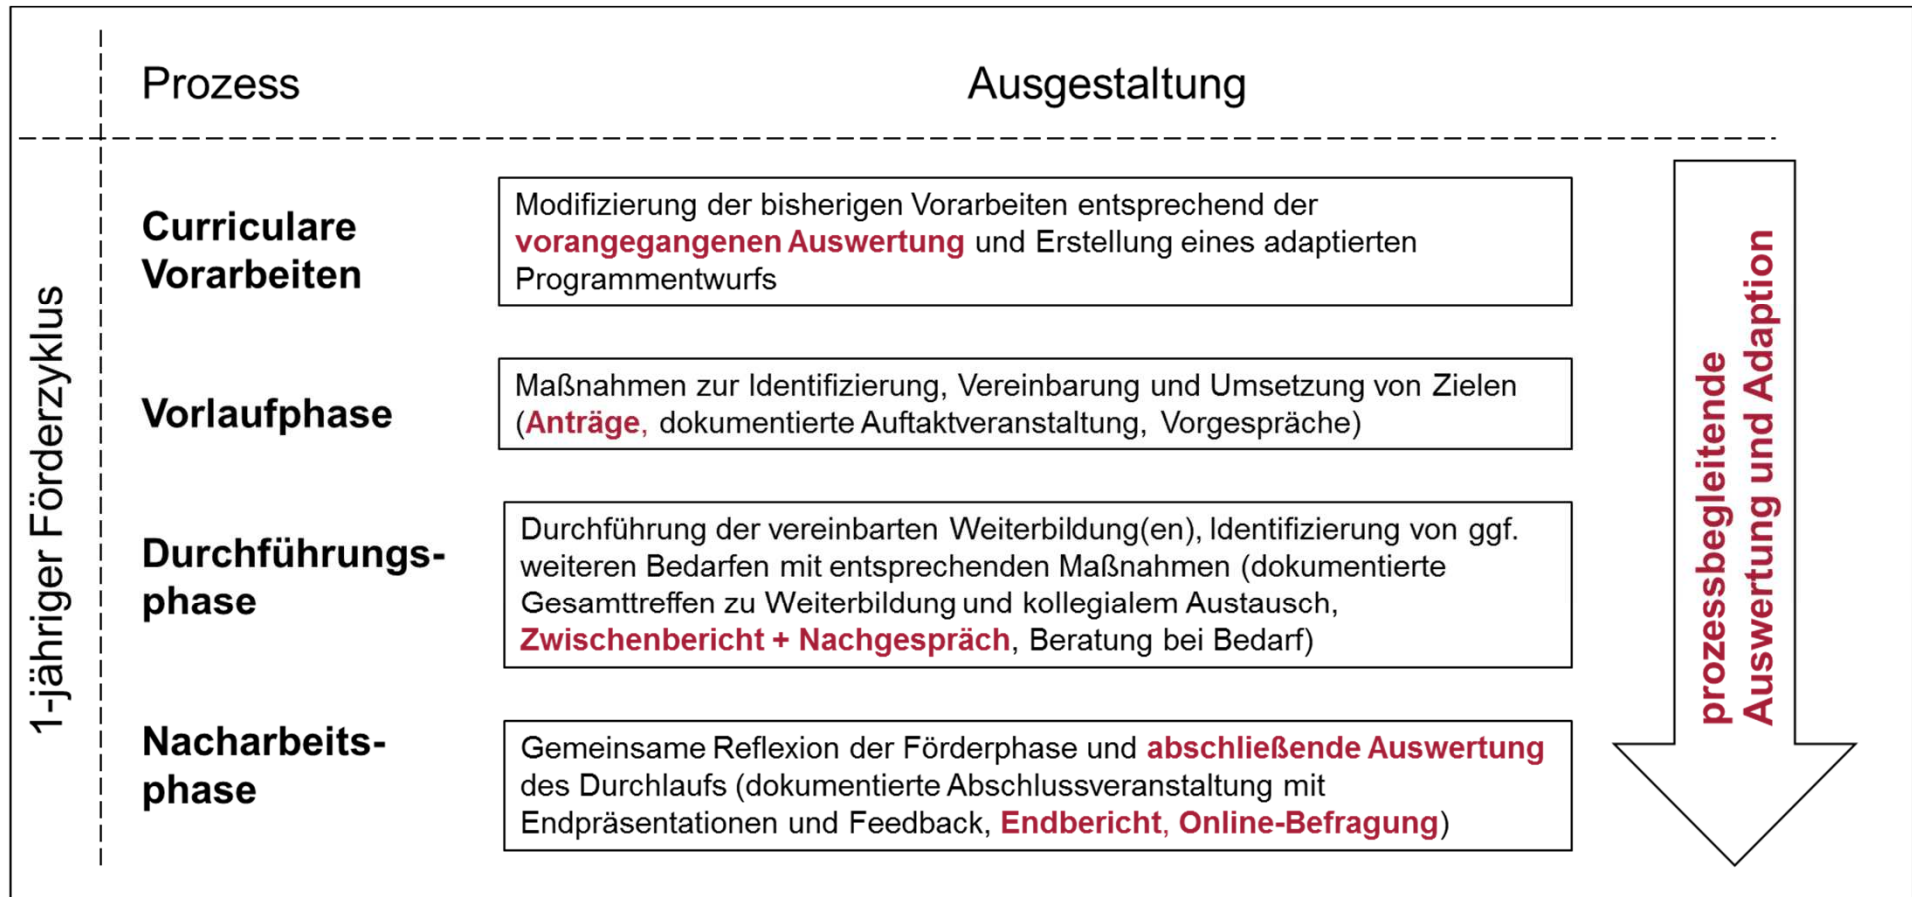 Prozess
Ausgestaltung
1-jähriger Förderzyklus
Curriculare
Vorarbeiten
Modifizierung der bisherigen Vorarbeiten entsprechend der
vorangegangenen Auswertung und Erstellung eines adaptierten
Programmentwurfs
Vorlaufphase
Maßnahmen zur Identifizierung, Vereinbarung und Umsetzung von Zielen
(Anträge, dokumentierte Auftaktveranstaltung, Vorgespräche)
Durchführungs-
phase
Durchführung der vereinbarten Weiterbildung(en), Identifizierung von ggf.
weiteren Bedarfen mit entsprechenden Maßnahmen (dokumentierte
Gesamttreffen zu Weiterbildung und kollegialem Austausch,
Zwischenbericht + Nachgespräch, Beratung bei Bedarf)
Nacharbeits-
phase
Gemeinsame Reflexion der Förderphase und abschließende Auswertung
des Durchlaufs (dokumentierte Abschlussveranstaltung mit
Endpräsentationen und Feedback, Endbericht, Online-Befragung)
prozessbegleitende
Auswertung und Adaption